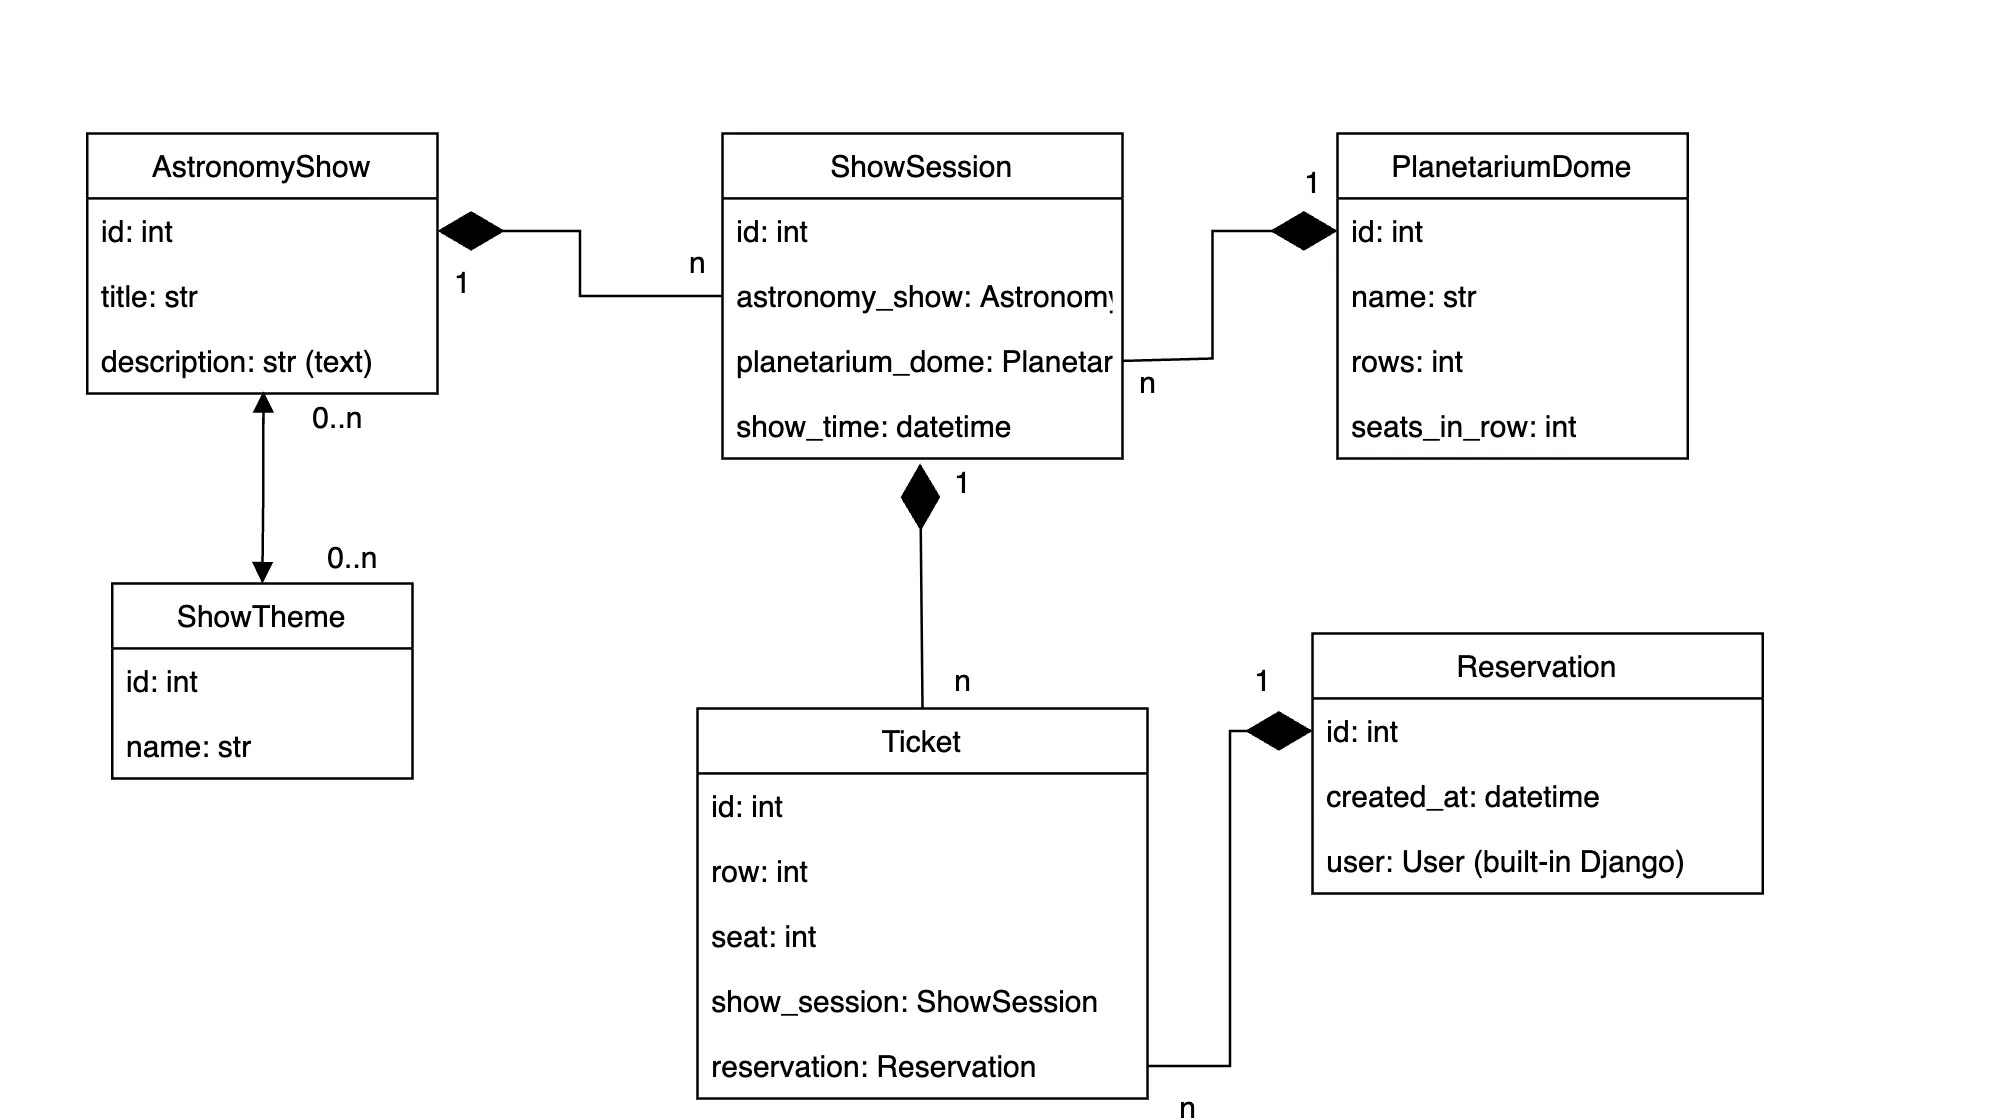 AstronomyShow
id: int
title: str
description: str (text)
1
n
0..n
0..n
ShowTheme
id: int
name: str
ShowSession
id: int
astronomy_show: Astronomy
planetarium_dome: Planetar
show_time: datetime
1
n
PlanetariumDome
id: int
name: str
rows: int
seats_in_row: int
1
n
Ticket
id: int
row: int
seat: int
show_session: ShowSession
reservation: Reservation
1
n
Reservation
id: int
created_at: datetime
user: User (built-in Django)